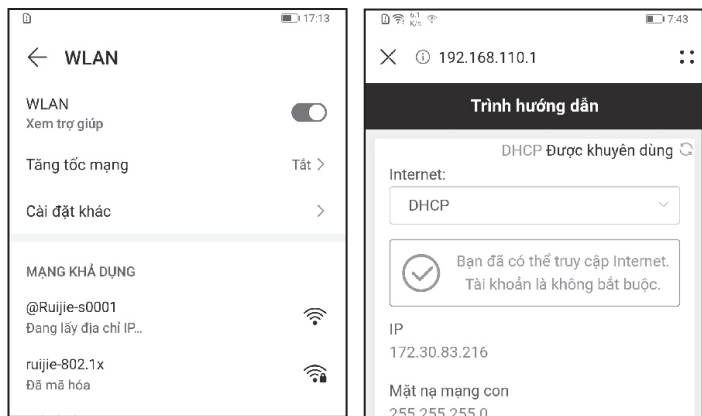 17:13
WLAN
WLAN
Xem trợ giúp
Tăng tốc mạng
Tắt
Cài đặt khác
MẠNG KHẢ DỤNG
@Ruijie-s0001
Đang lấy địa chỉ IP...
ruijie-802.1x
Đã mã hóa
6.1
K/s
7:43
192.168.110.1
Trình hướng dẫn
DHCP Được khuyên dùng
Internet:
DHCP
Bạn đã có thể truy cập Internet.
Tài khoản là không bắt buộc.
IP
172.30.83.216
Mặt nạ mạng con
255.255.255.0